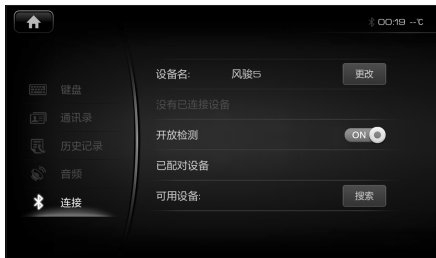 00:19 --℃
键盘
通讯录
历史记录
音频
连接
设备名: 风骏5 更改
没有已连接设备
开放检测 ON
已配对设备
可用设备: 搜索